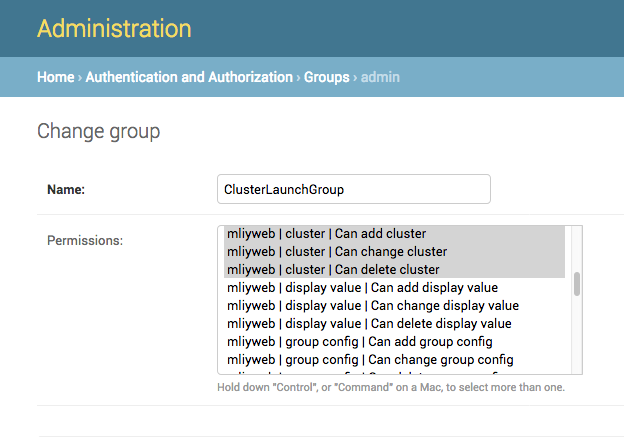 Administration
Home › Authentication and Authorization › Groups › admin
Change group
Name:
ClusterLaunchGroup
Permissions:
mliyweb | cluster | Can add cluster
mliyweb | cluster | Can change cluster
mliyweb | cluster | Can delete cluster
mliyweb | display value | Can add display value
mliyweb | display value | Can change display value
mliyweb | display value | Can delete display value
mliyweb | group config | Can add group config
mliyweb | group config | Can change group config
Hold down "Control", or "Command" on a Mac, to select more than one.